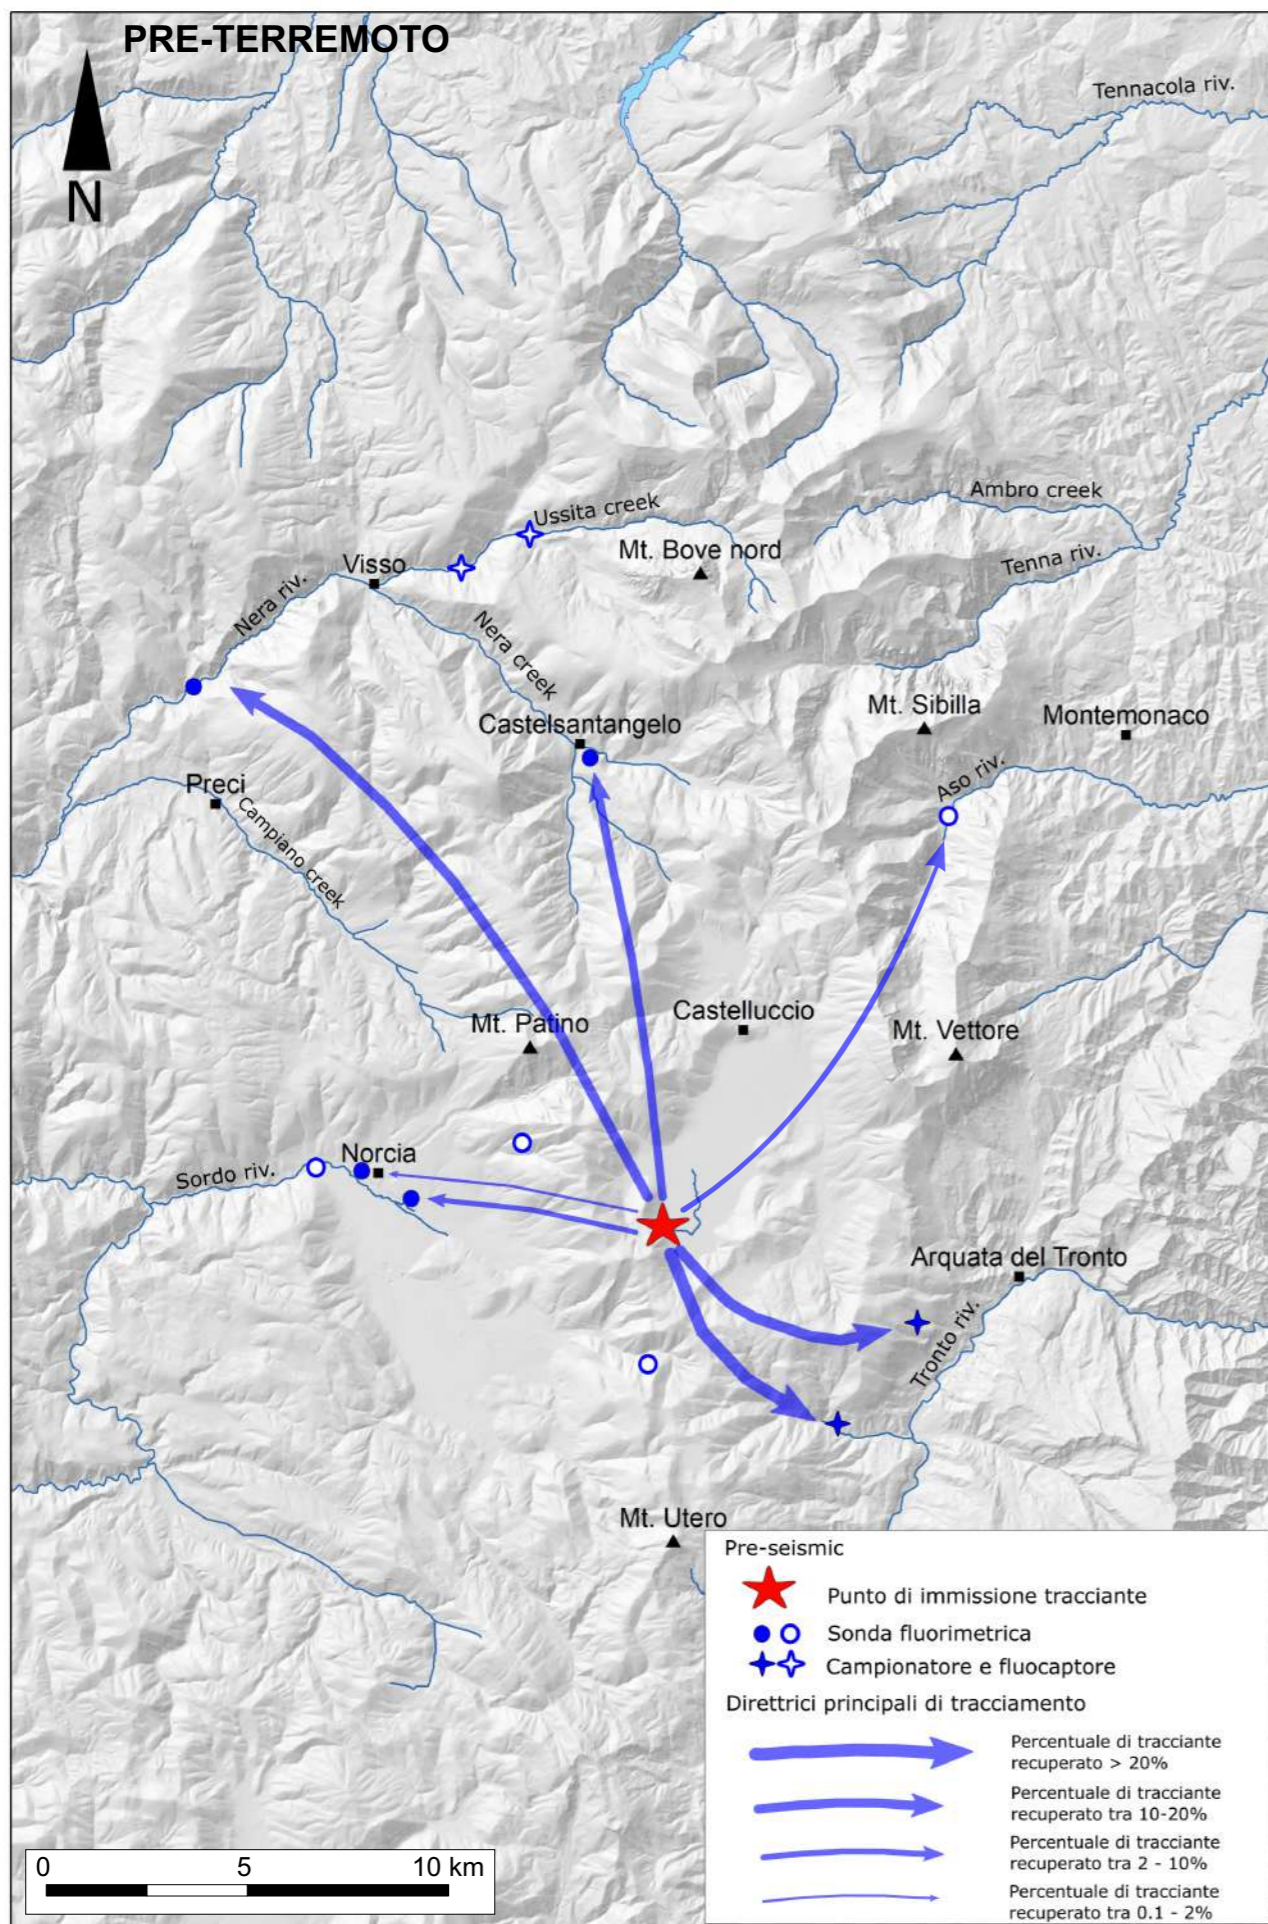 PRE-TERREMOTO
N
Tennacola riv.
Ussita creek
Ambro creek
Mt. Bove nord
Visso
Tenna riv.
Nera riv.
Nera creek
Mt. Sibilla
Castelsantangelo
Montemonaco
Aso riv.
Preci
Campiano creek
Castelluccio
Mt. Patino
Mt. Vettore
Norcia
Sordo riv.
Arquata del Tronto
Tronto riv.
Mt. Utero
Pre-seismic
Punto di immissione tracciante
Sonda fluorimetrica
Campionatore e fluocaptore
Direttrici principali di tracciamento
Percentuale di tracciante
recuperato > 20%
Percentuale di tracciante
recuperato tra 10-20%
Percentuale di tracciante
recuperato tra 2 - 10%
Percentuale di tracciante
recuperato tra 0.1 - 2%
0 5 10 km